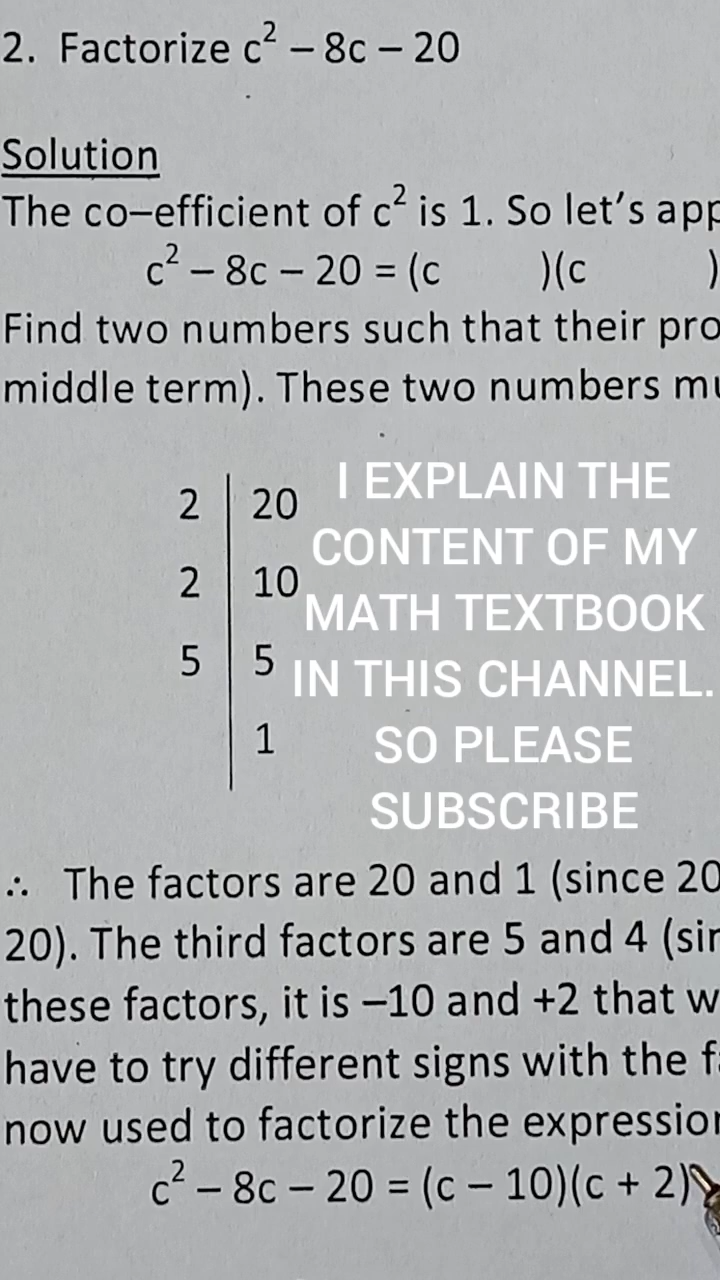 2. Factorize c² – 8c – 20
Solution
The co–efficient of c² is 1. So let's app
c² – 8c – 20 = (c )(c )
Find two numbers such that their pro
middle term). These two numbers mu
2 20
2 10
5 5
1
I EXPLAIN THE
CONTENT OF MY
MATH TEXTBOOK
IN THIS CHANNEL.
SO PLEASE
SUBSCRIBE
∴ The factors are 20 and 1 (since 20
20). The third factors are 5 and 4 (sin
these factors, it is –10 and +2 that w
have to try different signs with the fa
now used to factorize the expression
c² – 8c – 20 = (c – 10)(c + 2)